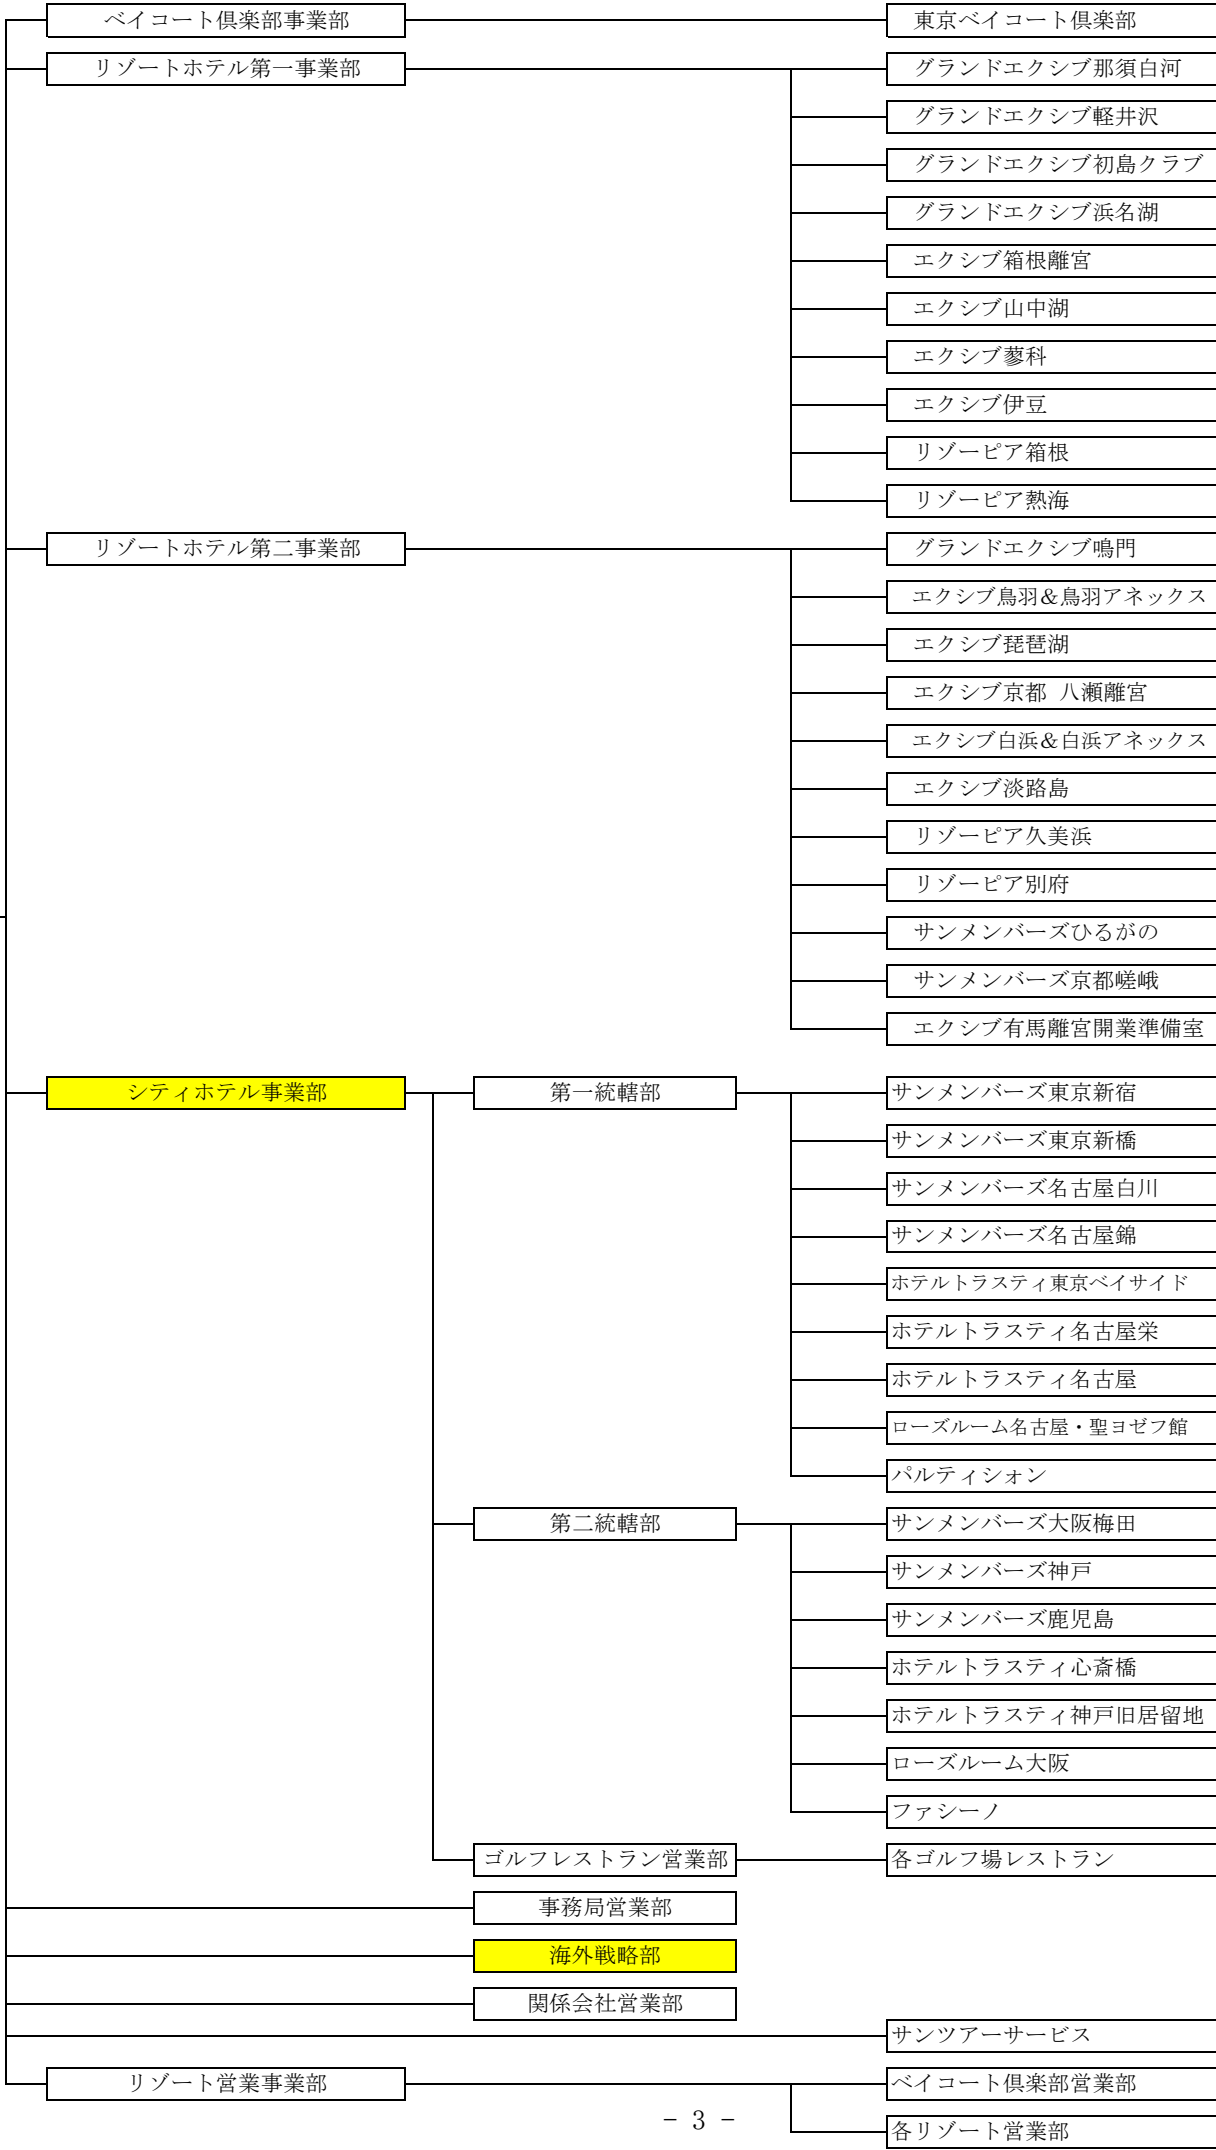 ベイコート倶楽部事業部 東京ベイコート倶楽部
リゾートホテル第一事業部 グランドエクシブ那須白河
グランドエクシブ軽井沢
グランドエクシブ初島クラブ
グランドエクシブ浜名湖
エクシブ箱根離宮
エクシブ山中湖
エクシブ蓼科
エクシブ伊豆
リゾーピア箱根
リゾーピア熱海
リゾートホテル第二事業部 グランドエクシブ鳴門
エクシブ鳥羽＆鳥羽アネックス
エクシブ琵琶湖
エクシブ京都 八瀬離宮
エクシブ白浜＆白浜アネックス
エクシブ淡路島
リゾーピア久美浜
リゾーピア別府
サンメンバーズひるがの
サンメンバーズ京都嵯峨
エクシブ有馬離宮開業準備室
シティホテル事業部 第一統轄部 サンメンバーズ東京新宿
サンメンバーズ東京新橋
サンメンバーズ名古屋白川
サンメンバーズ名古屋錦
ホテルトラスティ東京ベイサイド
ホテルトラスティ名古屋栄
ホテルトラスティ名古屋
ローズルーム名古屋・聖ヨゼフ館
パルティシォン
第二統轄部 サンメンバーズ大阪梅田
サンメンバーズ神戸
サンメンバーズ鹿児島
ホテルトラスティ心斎橋
ホテルトラスティ神戸旧居留地
ローズルーム大阪
ファシーノ
ゴルフレストラン営業部 各ゴルフ場レストラン
事務局営業部
海外戦略部
関係会社営業部
サンツアーサービス
リゾート営業事業部 ベイコート倶楽部営業部
各リゾート営業部
- 3 -